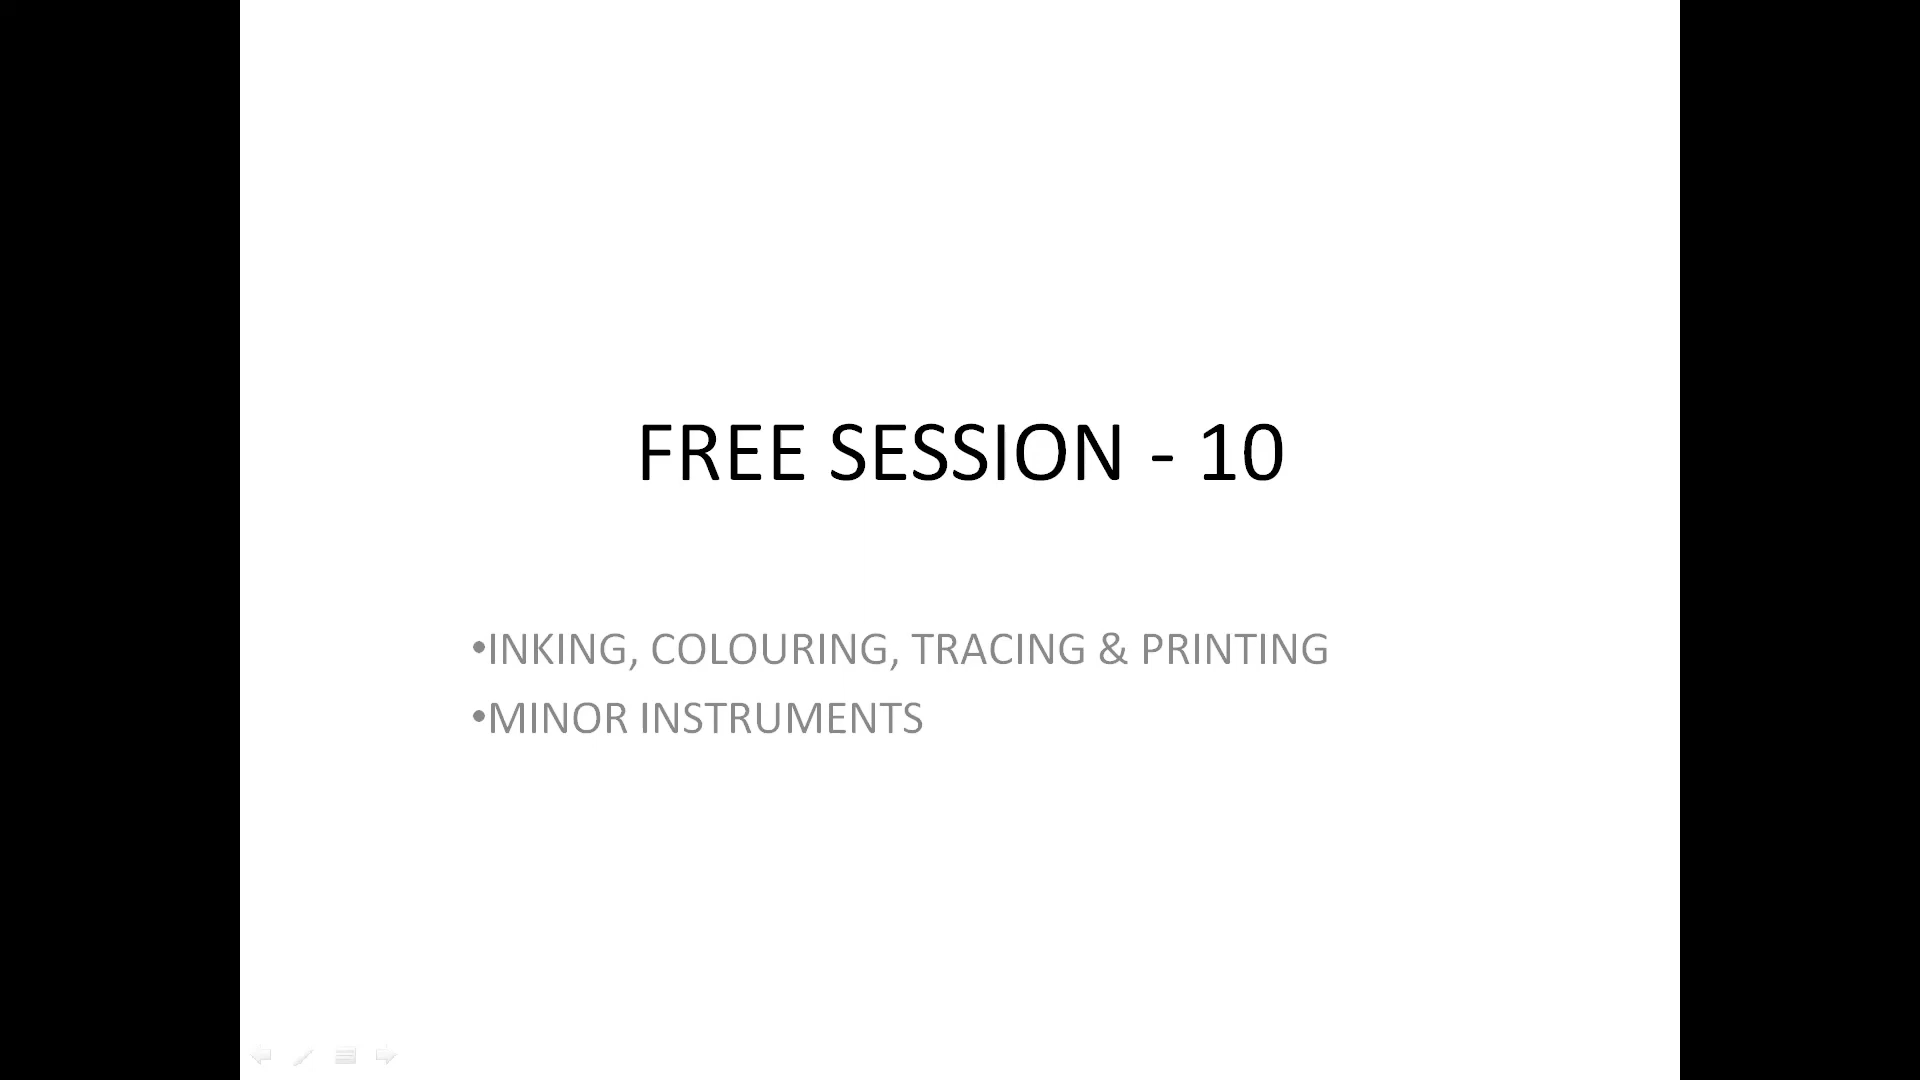 FREE SESSION - 10
•INKING, COLOURING, TRACING & PRINTING
•MINOR INSTRUMENTS